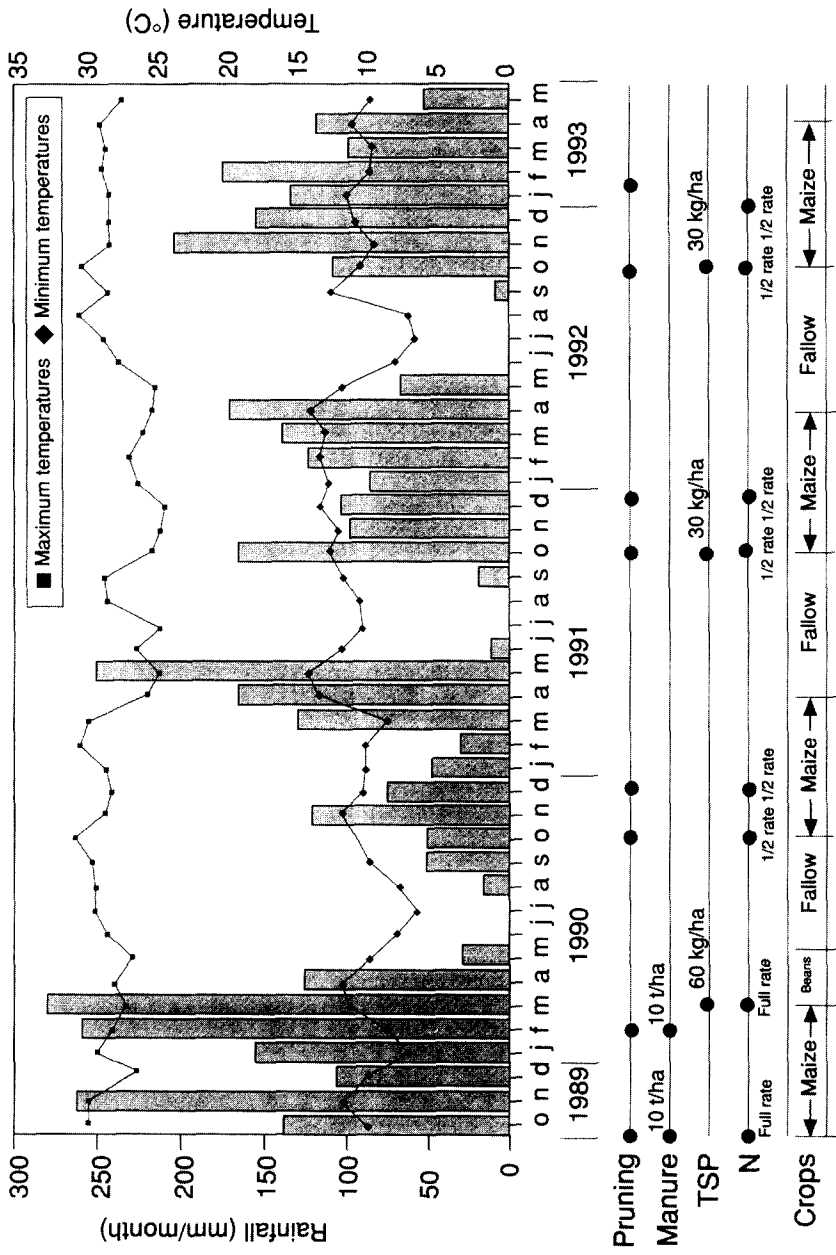 Rainfall (mm/month)
300
250
200
150
100
50
0
■ Maximum temperatures ◆ Minimum temperatures
Temperature (°C)
35
30
25
20
15
10
5
0
o n d j f m a m j j a s o n d j f m a m j j a s o n d j f m a m j j a s o n d j f m a m
1989 1990 1991 1992 1993
Pruning
Manure 10 t/ha 10 t/ha
TSP 60 kg/ha 30 kg/ha 30 kg/ha
N
Full rate Full rate 1/2 rate 1/2 rate 1/2 rate 1/2 rate 1/2 rate 1/2 rate
Crops Maize Beans Fallow Maize Fallow Maize Fallow Maize